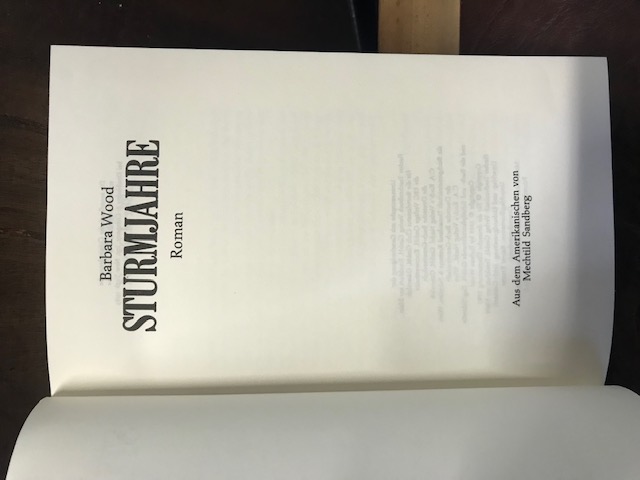 Barbara Wood
STURMJAHRE
Roman
Aus dem Amerikanischen von
Mechtild Sandberg